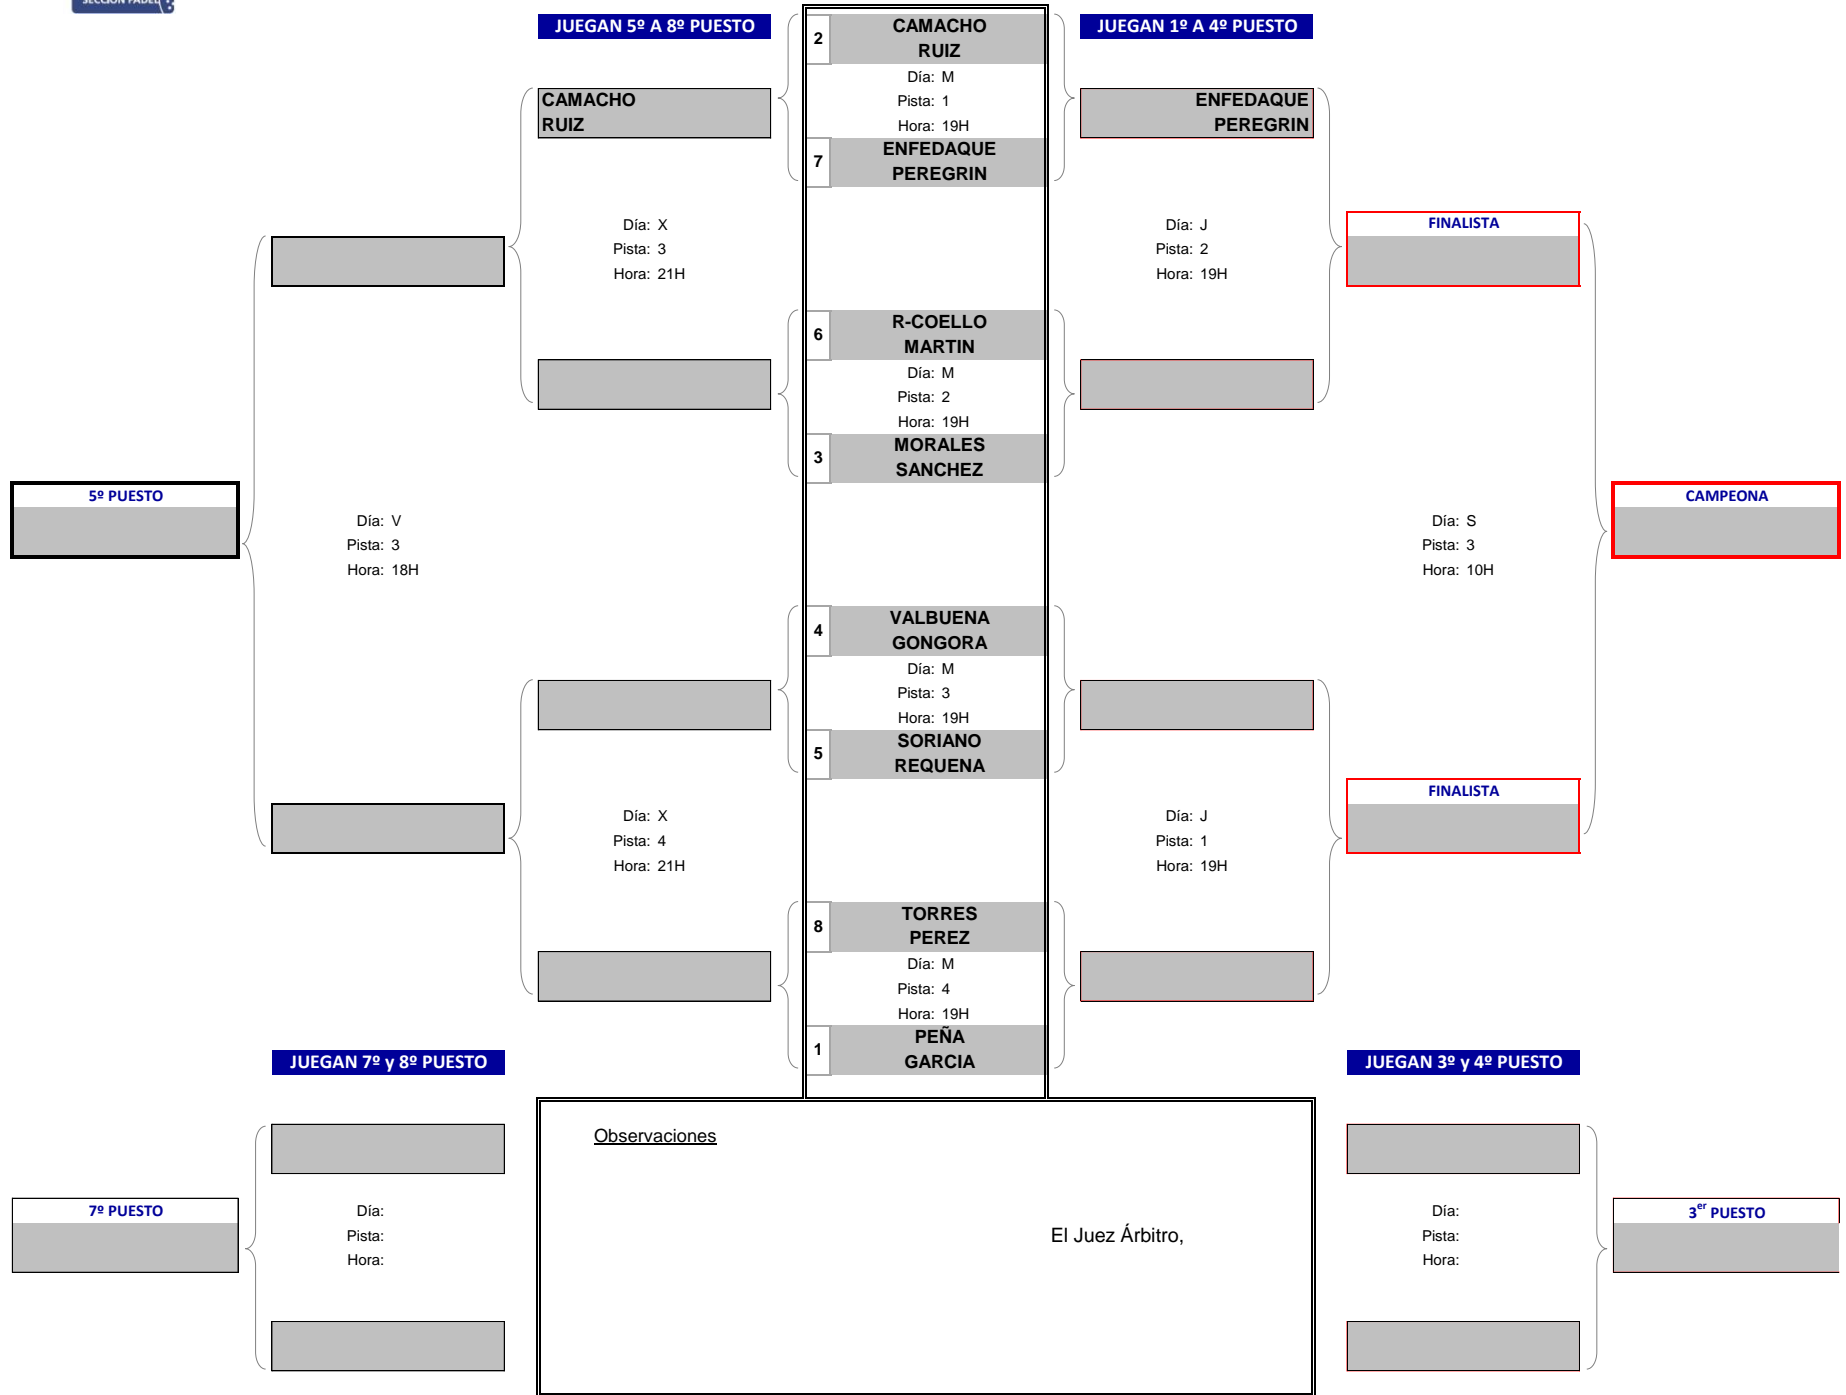 SECCIÓN PADEL
JUEGAN 5º A 8º PUESTO
2
CAMACHO
RUIZ
JUEGAN 1º A 4º PUESTO
Día: M
Pista: 1
Hora: 19H
CAMACHO
RUIZ
ENFEDAQUE
PEREGRIN
7
ENFEDAQUE
PEREGRIN
Día: X
Pista: 3
Hora: 21H
Día: J
Pista: 2
Hora: 19H
FINALISTA
6
R-COELLO
MARTIN
Día: M
Pista: 2
Hora: 19H
3
MORALES
SANCHEZ
5º PUESTO
Día: V
Pista: 3
Hora: 18H
Día: S
Pista: 3
Hora: 10H
CAMPEONA
4
VALBUENA
GONGORA
Día: M
Pista: 3
Hora: 19H
5
SORIANO
REQUENA
Día: X
Pista: 4
Hora: 21H
Día: J
Pista: 1
Hora: 19H
FINALISTA
8
TORRES
PEREZ
Día: M
Pista: 4
Hora: 19H
1
PEÑA
GARCIA
JUEGAN 7º y 8º PUESTO
JUEGAN 3º y 4º PUESTO
Observaciones
7º PUESTO
Día:
Pista:
Hora:
El Juez Árbitro,
Día:
Pista:
Hora:
3er PUESTO